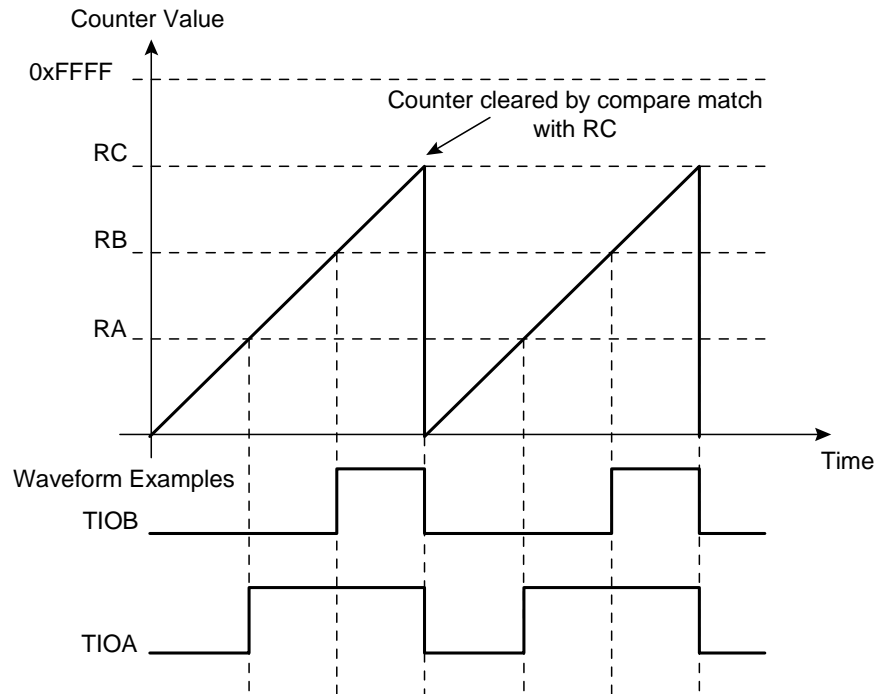 Counter Value
0xFFFF
Counter cleared by compare match
with RC
RC
RB
RA
Time
Waveform Examples
TIOB
TIOA